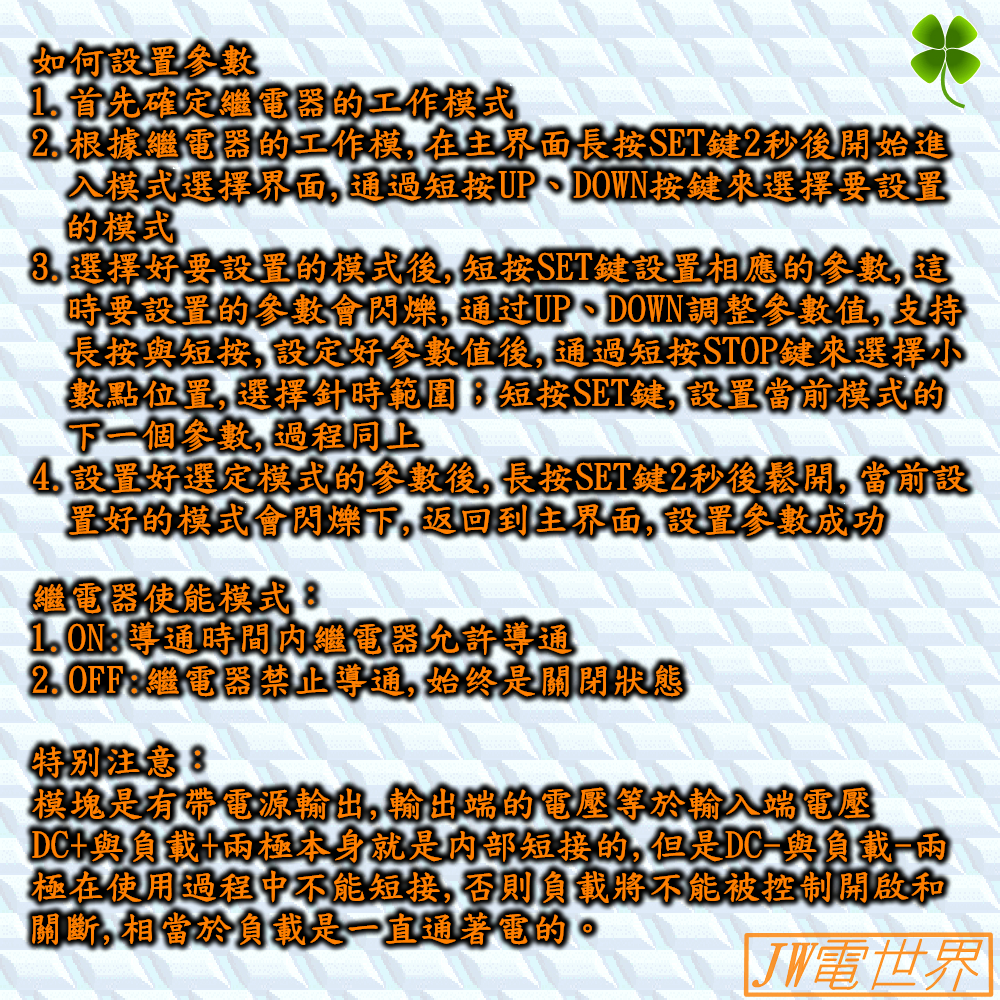 如何設置參數
1.首先確定繼電器的工作模式
2.根據繼電器的工作模,在主界面長按SET鍵2秒後開始進
入模式選擇界面,通過短按UP、DOWN按鍵來選擇要設置
的模式
3.選擇好要設置的模式後,短按SET鍵設置相應的參數,這
時要設置的參數會閃爍,通过UP、DOWN調整參數值,支持
長按與短按,設定好參數值後,通過短按STOP鍵來選擇小
數點位置,選擇針時範圍；短按SET鍵,設置當前模式的
下一個參數,過程同上
4.設置好選定模式的參數後,長按SET鍵2秒後鬆開,當前設
置好的模式會閃爍下,返回到主界面,設置參數成功
繼電器使能模式：
1.ON:導通時間内繼電器允許導通
2.OFF:繼電器禁止導通,始终是關閉狀態
特别注意：
模塊是有帶電源輸出,輸出端的電壓等於輸入端電壓
DC+與負載+兩極本身就是内部短接的,但是DC-與負載-兩
極在使用過程中不能短接,否則負載將不能被控制開啟和
關斷,相當於負載是一直通著電的。
JW電世界